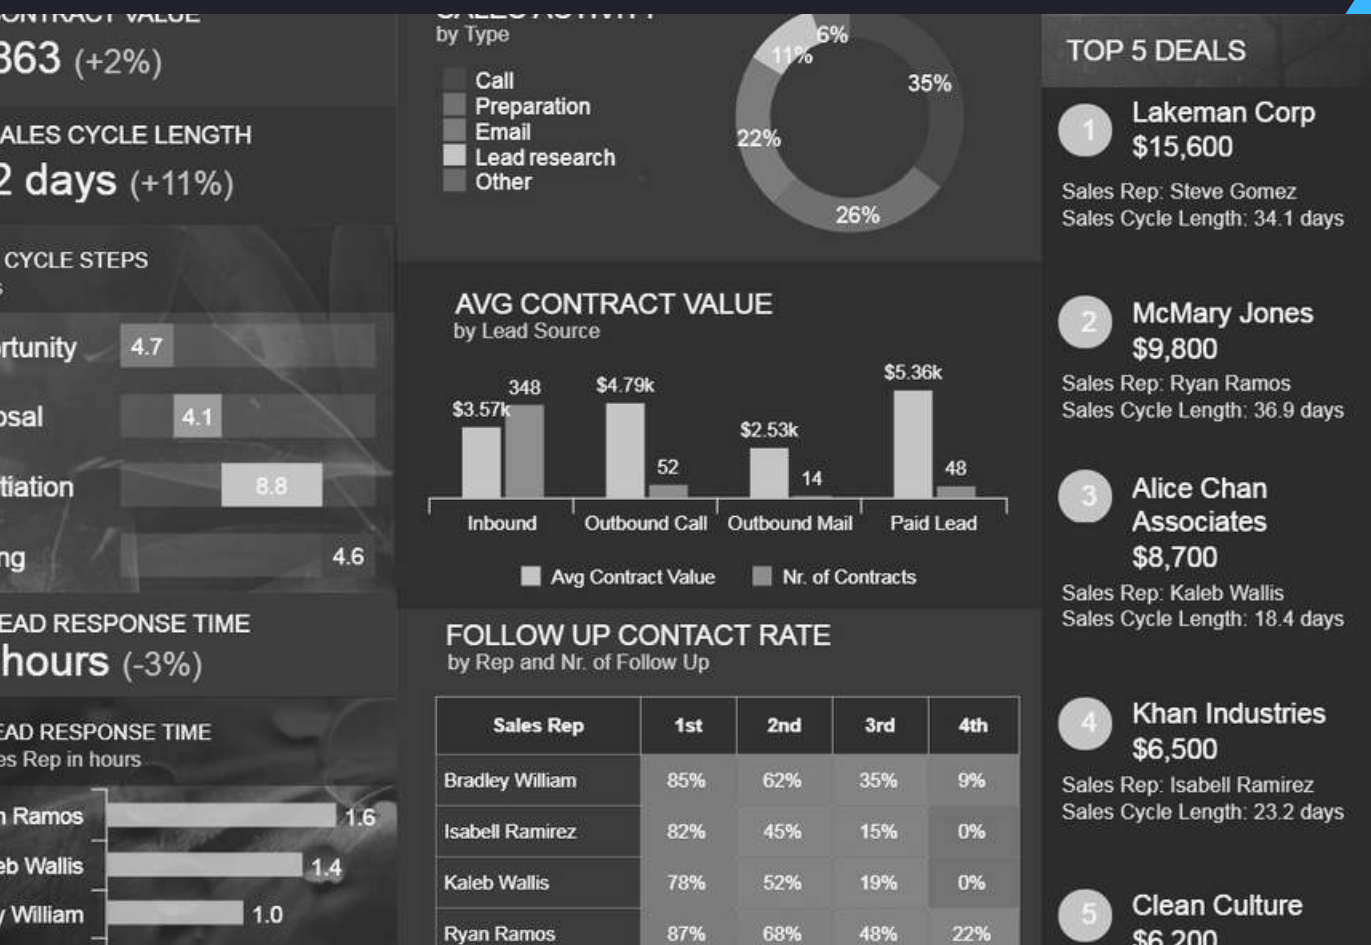 CONTRACT VALUE
363 (+2%)
ALES CYCLE LENGTH
2 days (+11%)
CYCLE STEPS
s
rtunity 4.7
osal 4.1
tiation 8.8
ng 4.6
EAD RESPONSE TIME
hours (-3%)
EAD RESPONSE TIME
es Rep in hours
n Ramos 1.6
eb Wallis 1.4
y William 1.0
SALES ACTIVITY
by Type
Call
Preparation
Email
Lead research
Other
6%
11%
35%
22%
26%
AVG CONTRACT VALUE
by Lead Source
$3.57k 348 $4.79k 52 $2.53k 14 $5.36k 48
Inbound Outbound Call Outbound Mail Paid Lead
Avg Contract Value Nr. of Contracts
FOLLOW UP CONTACT RATE
by Rep and Nr. of Follow Up
Sales Rep 1st 2nd 3rd 4th
Bradley William 85% 62% 35% 9%
Isabell Ramirez 82% 45% 15% 0%
Kaleb Wallis 78% 52% 19% 0%
Ryan Ramos 87% 68% 48% 22%
TOP 5 DEALS
1 Lakeman Corp
$15,600
Sales Rep: Steve Gomez
Sales Cycle Length: 34.1 days
2 McMary Jones
$9,800
Sales Rep: Ryan Ramos
Sales Cycle Length: 36.9 days
3 Alice Chan
Associates
$8,700
Sales Rep: Kaleb Wallis
Sales Cycle Length: 18.4 days
4 Khan Industries
$6,500
Sales Rep: Isabell Ramirez
Sales Cycle Length: 23.2 days
5 Clean Culture
$6,200